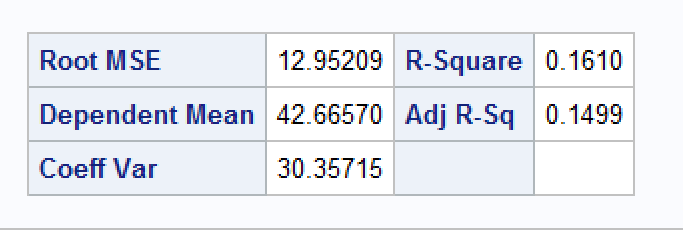 Root MSE 12.95209 R-Square 0.1610
Dependent Mean 42.66570 Adj R-Sq 0.1499
Coeff Var 30.35715